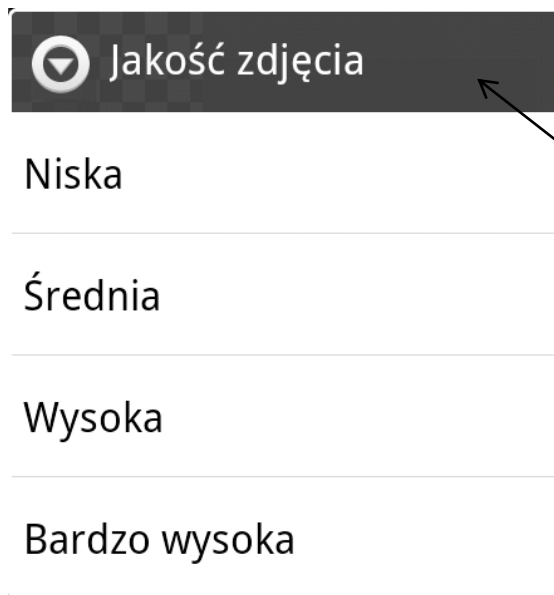 Jakość zdjęcia
Niska
Średnia
Wysoka
Bardzo wysoka